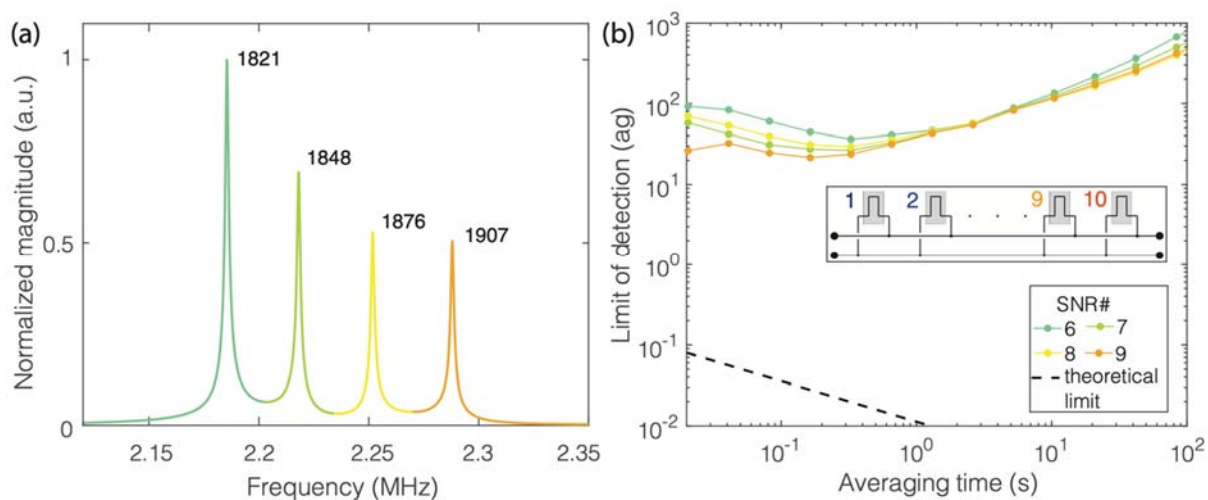 (a)
1
1821
1848
1876
1907
0.5
0
Normalized magnitude (a.u.)
2.15
2.2
2.25
2.3
2.35
Frequency (MHz)
(b)
10³
10²
10¹
10⁰
10⁻¹
10⁻²
Limit of detection (ag)
1 2 9 10
SNR#
6 7
8 9
theoretical
limit
10⁻¹
10⁰
10¹
10²
Averaging time (s)